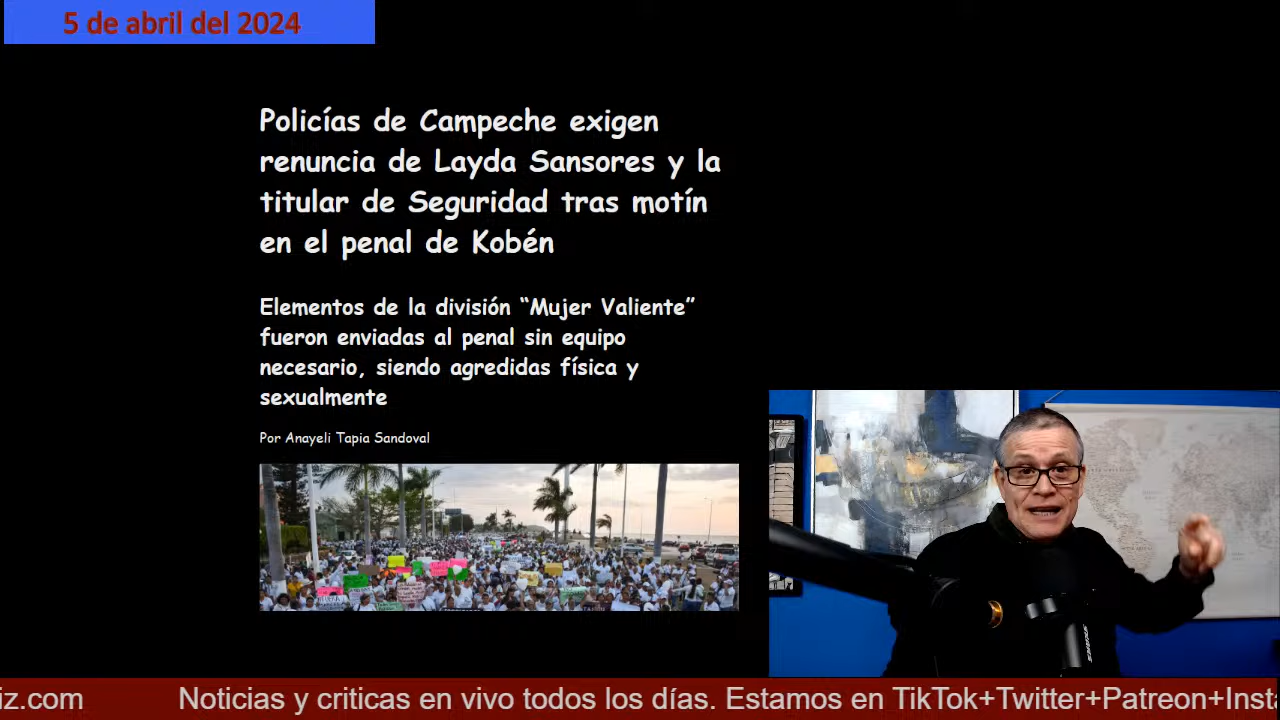 5 de abril del 2024
Policías de Campeche exigen
renuncia de Layda Sansores y la
titular de Seguridad tras motín
en el penal de Kobén
Elementos de la división “Mujer Valiente”
fueron enviadas al penal sin equipo
necesario, siendo agredidas física y
sexualmente
Por Anayeli Tapia Sandoval
iz.com Noticias y criticas en vivo todos los días. Estamos en TikTok+Twitter+Patreon+Insta